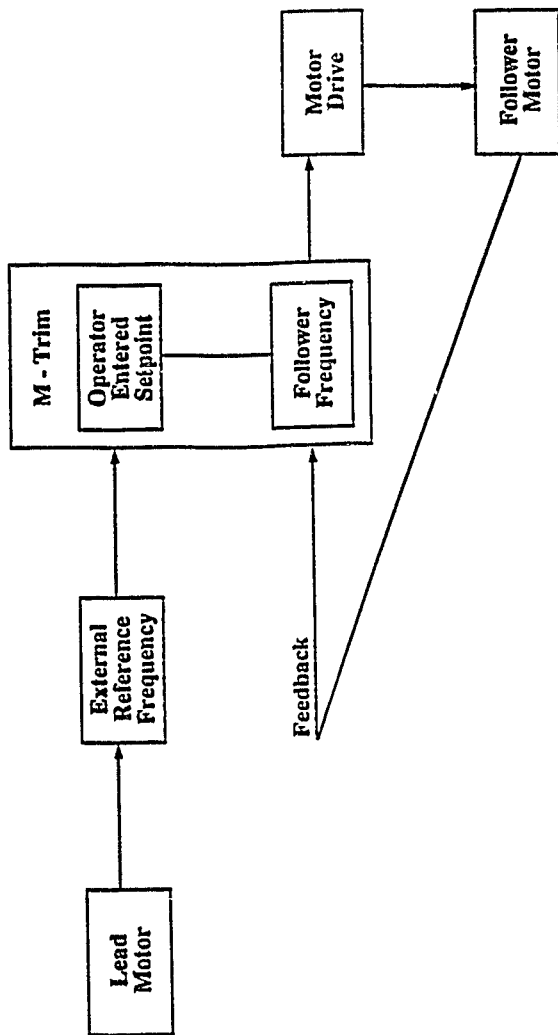 Lead
Motor
External
Reference
Frequency
M - Trim
Operator
Entered
Setpoint
Follower
Frequency
Feedback
Motor
Drive
Follower
Motor